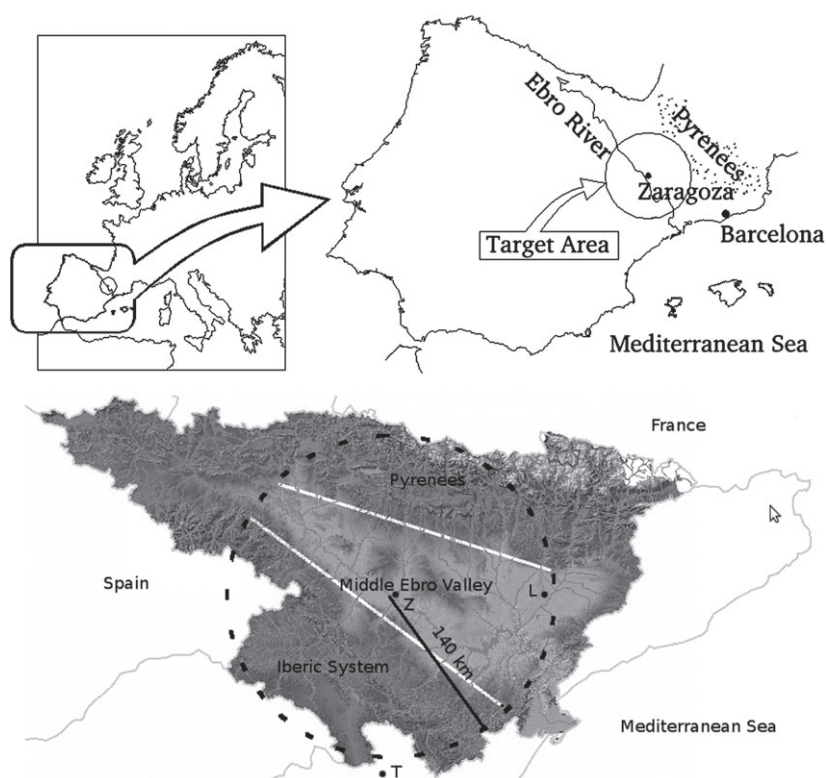 Ebro River
Pyrenees
Zaragoza
Target Area
Barcelona
Mediterranean Sea
France
Pyrenees
Spain
Middle Ebro Valley
Z
L
140 km
Iberic System
Mediterranean Sea
T